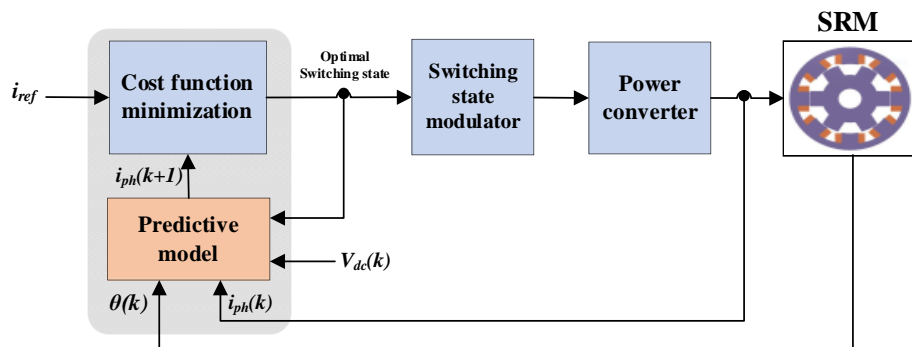 SRM
Optimal
Switching state
Cost function
minimization
Switching
state
modulator
Power
converter
i_ref
i_ph(k+1)
Predictive
model
V_dc(k)
θ(k)
i_ph(k)